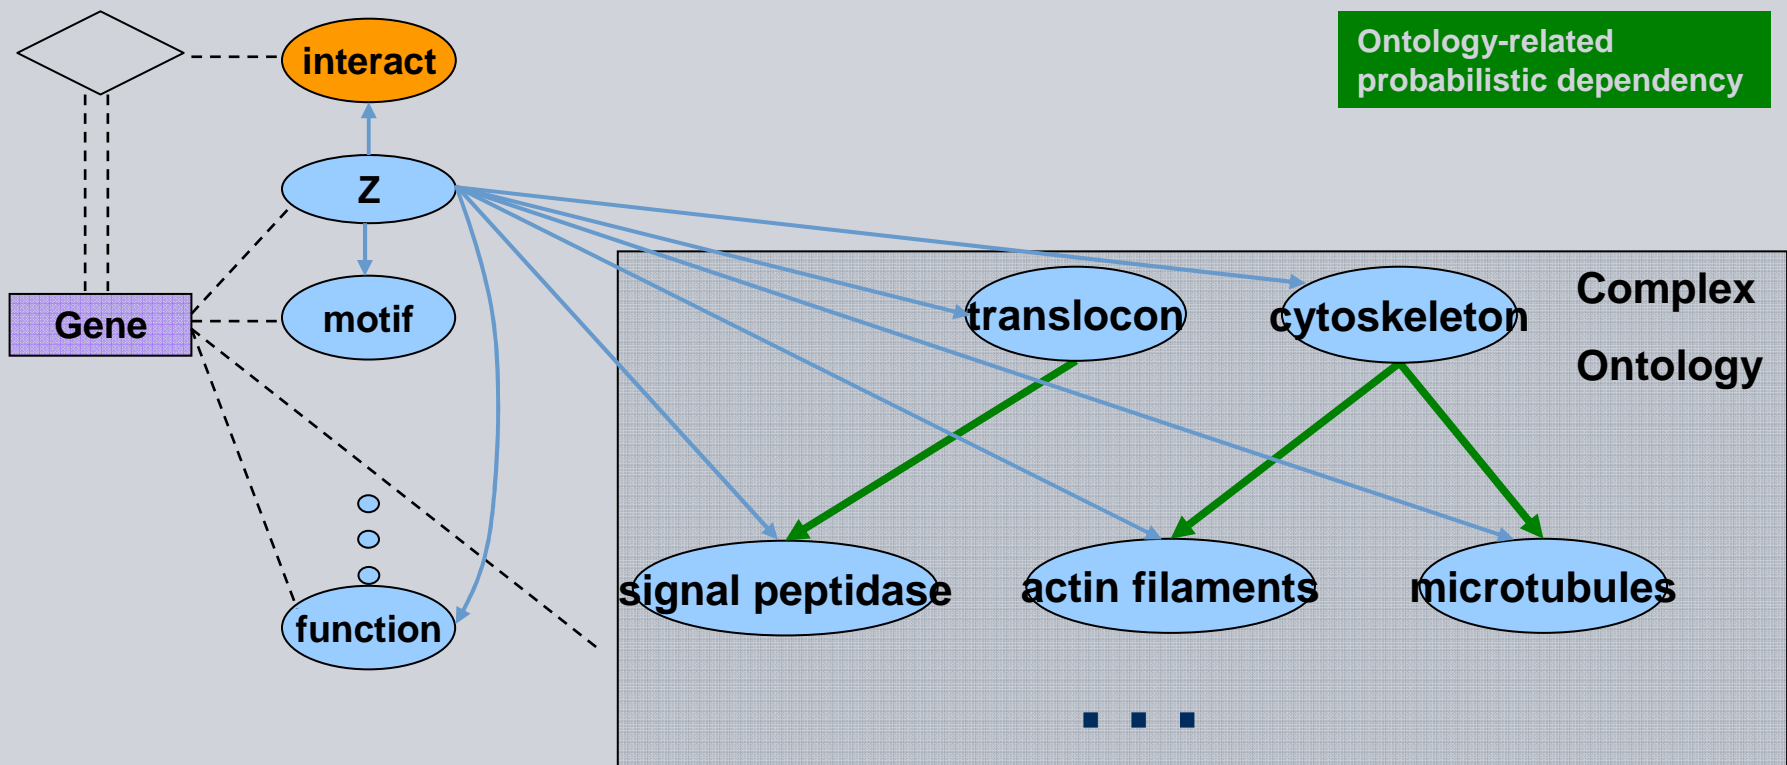 interact
Ontology-related
probabilistic dependency
Z
Gene
motif
translocon
cytoskeleton
Complex
Ontology
signal peptidase
actin filaments
microtubules
function
. . .